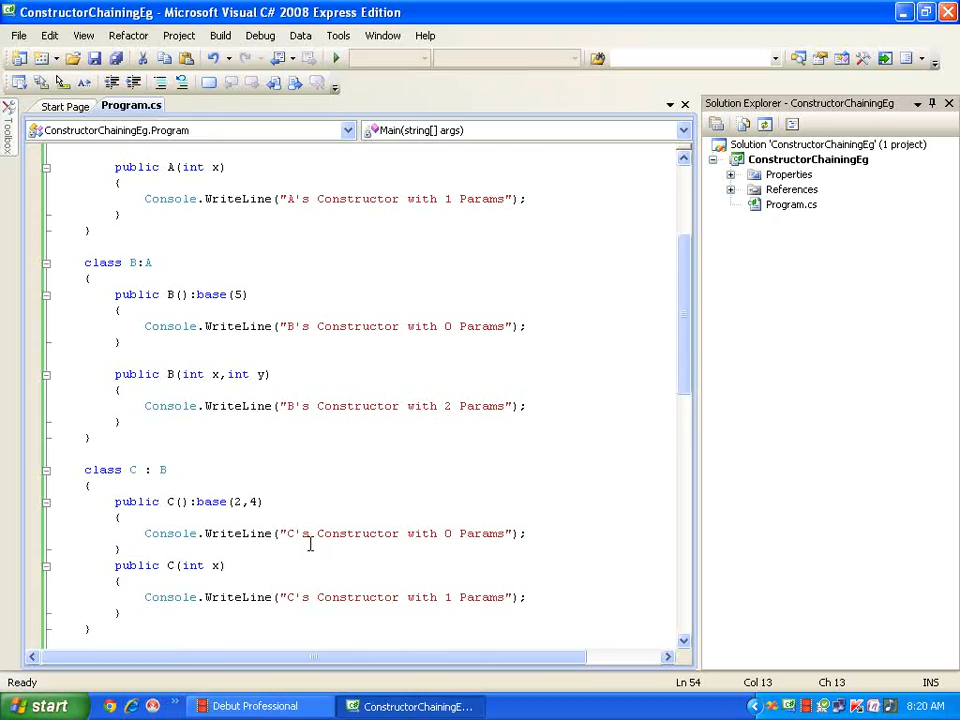 ConstructorChainingEg - Microsoft Visual C# 2008 Express Edition
File Edit View Refactor Project Build Debug Data Tools Window Help
Start Page Program.cs
Solution Explorer - ConstructorChainingEg
Toolbox
ConstructorChainingEg.Program
Main(string[] args)
Solution 'ConstructorChainingEg' (1 project)
ConstructorChainingEg
Properties
References
Program.cs
public A(int x)
{
Console.WriteLine("A's Constructor with 1 Params");
}
}
class B:A
{
public B():base(5)
{
Console.WriteLine("B's Constructor with 0 Params");
}
public B(int x,int y)
{
Console.WriteLine("B's Constructor with 2 Params");
}
}
class C : B
{
public C():base(2,4)
{
Console.WriteLine("C's Constructor with 0 Params");
}
public C(int x)
{
Console.WriteLine("C's Constructor with 1 Params");
}
}
Ready Ln 54 Col 13 Ch 13 INS
start Debut Professional ConstructorChainingE... 8:20 AM